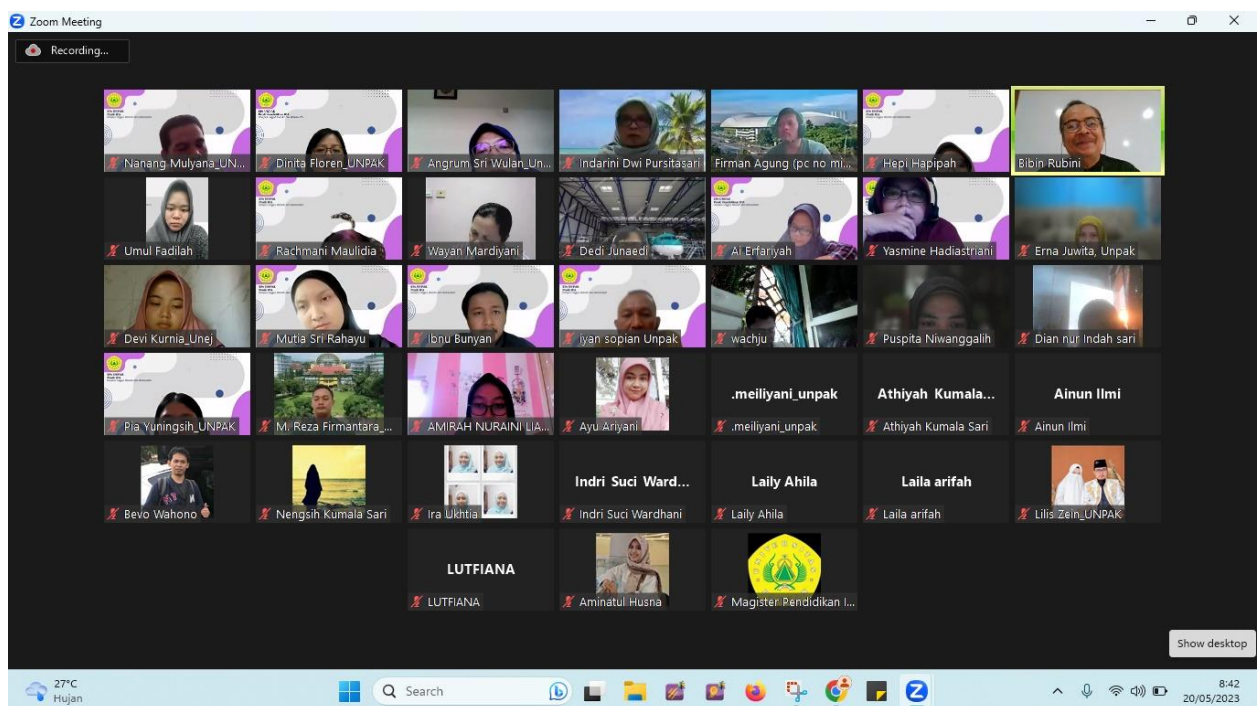 Zoom Meeting
Recording...
Nanang Mulyana_UN...
Dinita Floren_UNPAK
Angrum Sri Wulan_Un...
Indarini Dwi Pursitasari
Firman Agung (pc no mi...
Hepi Hapipah
Bibin Rubini
Umul Fadilah
Rachmani Maulidia
Wayan Mardiyani
Dedi Junaedi
Ai Erfariyah
Yasmine Hadiastriani
Erna Juwita, Unpak
Devi Kurnia_Unej
Mutia Sri Rahayu
Ibnu Bunyan
iyan sopian Unpak
wachju
Puspita Niwanggalih
Dian nur Indah sari
Pia Yuningsih_UNPAK
M. Reza Firmantara_...
AMIRAH NURAINI LIA...
Ayu Ariyani
.meiliyani_unpak
.meiliyani_unpak
Athiyah Kumala...
Athiyah Kumala Sari
Ainun Ilmi
Ainun Ilmi
Bevo Wahono
Nengsih Kumala Sari
Ira Ukhtia
Indri Suci Ward...
Indri Suci Wardhani
Laily Ahila
Laily Ahila
Laila arifah
Laila arifah
Lilis Zein_UNPAK
LUTFIANA
LUTFIANA
Aminatul Husna
Magister Pendidikan I...
Show desktop
27°C
Hujan
Search
8:42
20/05/2023